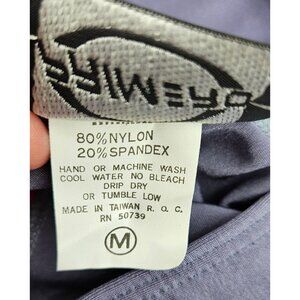 80% NYLON
20% SPANDEX
HAND OR MACHINE WASH
COOL WATER NO BLEACH
DRIP DRY
OR TUMBLE LOW
MADE IN TAIWAN R. O. C.
RN 50739
M